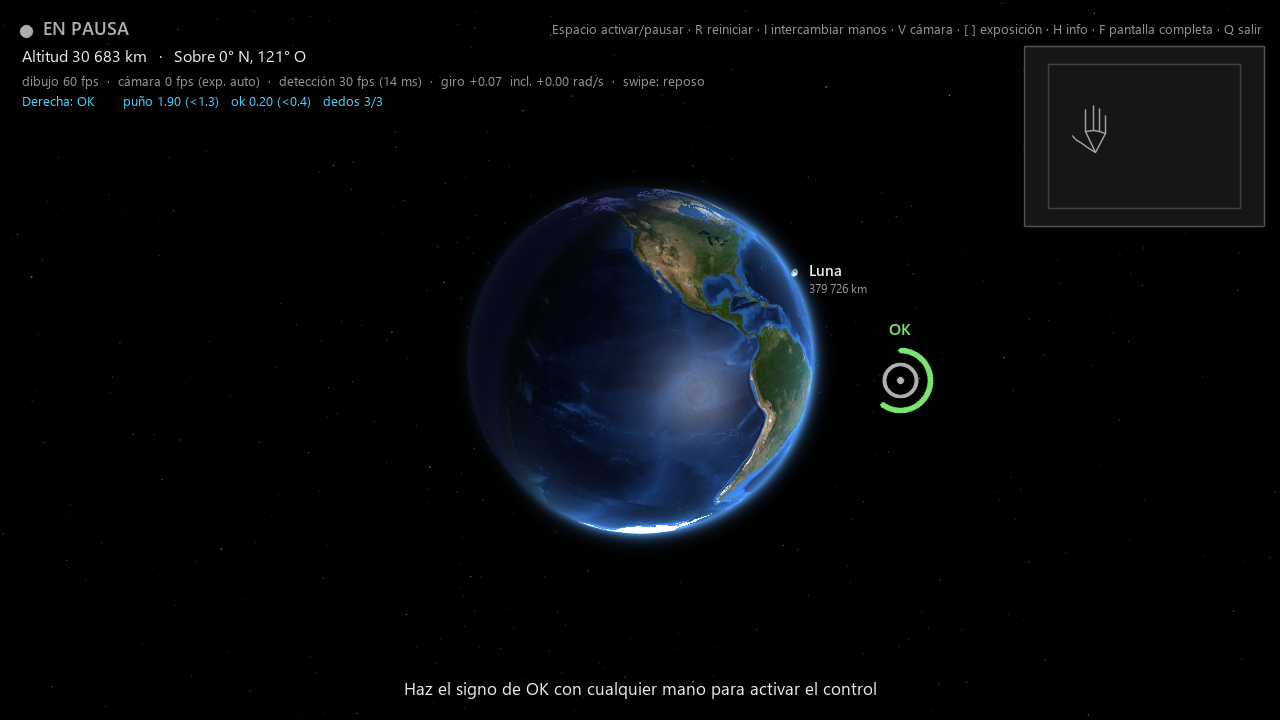 EN PAUSA
Espacio activar/pausar · R reiniciar · I intercambiar manos · V cámara · [ ] exposición · H info · F pantalla completa · Q salir
Altitud 30 683 km · Sobre 0° N, 121° O
dibujo 60 fps · cámara 0 fps (exp. auto) · detección 30 fps (14 ms) · giro +0.07 incl. +0.00 rad/s · swipe: reposo
Derecha: OK puño 1.90 (<1.3) ok 0.20 (<0.4) dedos 3/3
Luna
379 726 km
OK
Haz el signo de OK con cualquier mano para activar el control